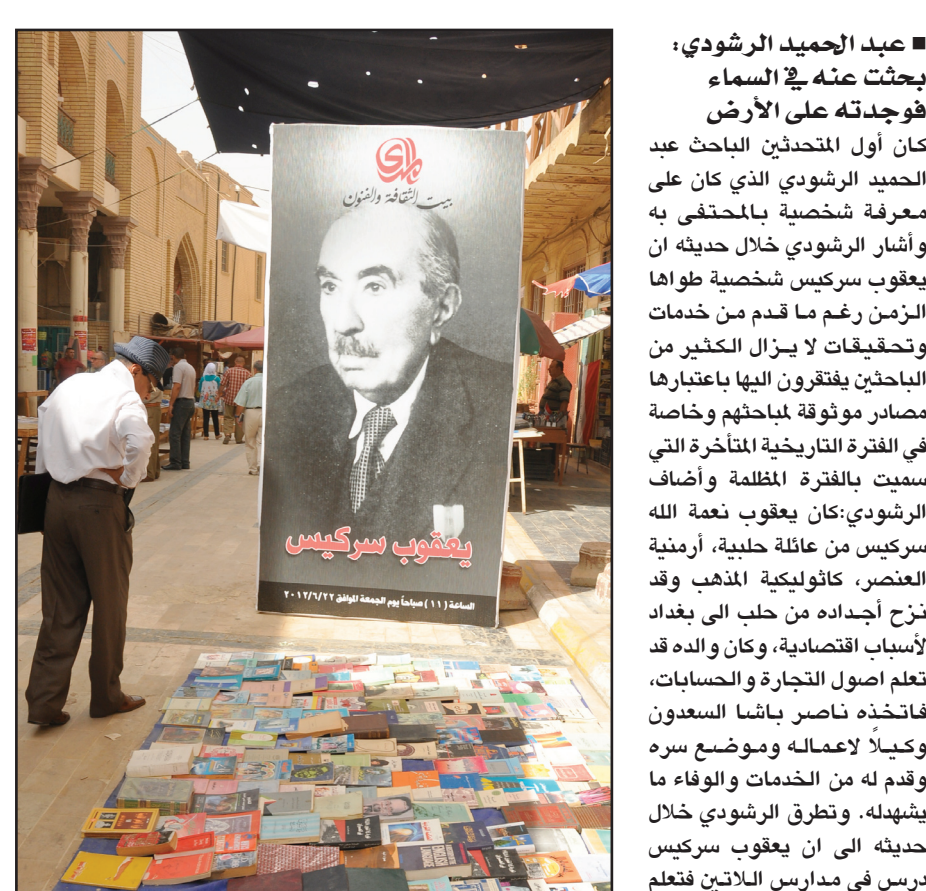 ■ عبد الحميد الرشودي:
بحثت عنه في السماء
فوجدته على الأرض
كان أول المتحدثين الباحث عبد
الحميد الرشودي الذي كان على
معرفة شخصية بالمحتفى به
وأشار الرشودي خلال حديثه ان
يعقوب سركيس شخصية طواها
الزمن رغم ما قدم من خدمات
وتحقيقات لا يزال الكثير من
الباحثين يفتقرون اليها باعتبارها
مصادر موثوقة لمباحثهم وخاصة
في الفترة التاريخية المتأخرة التي
سميت بالفترة المظلمة وأضاف
الرشودي:كان يعقوب نعمة الله
سركيس من عائلة حلبية، أرمنية
العنصر، كاثوليكية المذهب وقد
نزح أجداده من حلب الى بغداد
لأسباب اقتصادية، وكان والده قد
تعلم اصول التجارة والحسابات،
فاتخذه ناصر باشا السعدون
وكيلاً لاعماله وموضع سره
وقدم له من الخدمات والوفاء ما
يشهدله. وتطرق الرشودي خلال
حديثه الى ان يعقوب سركيس
درس في مدارس اللاتين فتعلم
المدى
بيت الثقافة والفنون
يعقوب سركيس
الساعة ( ١١ ) صباحاً يوم الجمعة الموافق ٢٠١٢/٦/٢٢